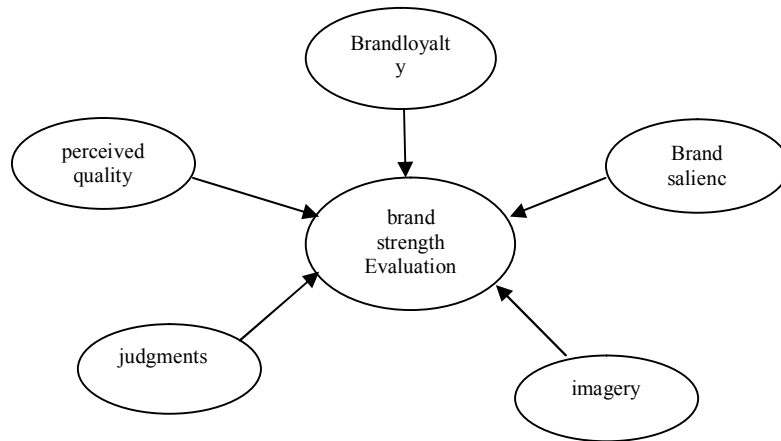 Brandloyalt
y
perceived
quality
Brand
salienc
brand
strength
Evaluation
judgments
imagery